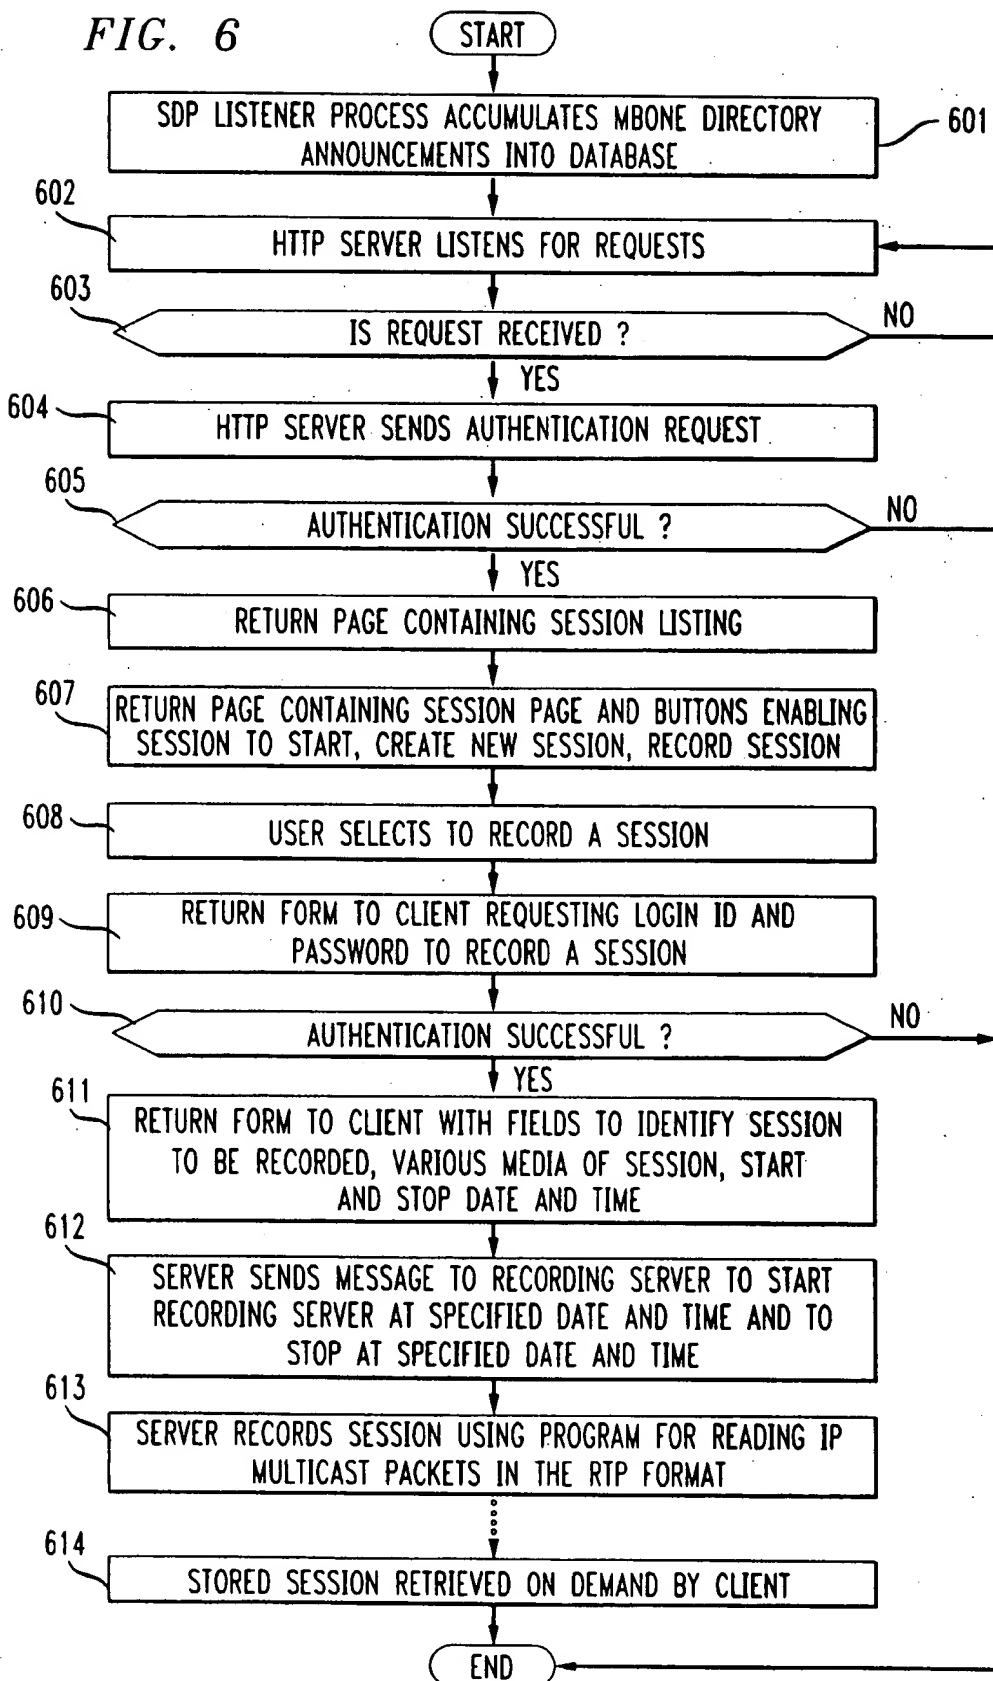 FIG. 6
START
SDP LISTENER PROCESS ACCUMULATES MBONE DIRECTORY
ANNOUNCEMENTS INTO DATABASE
601
602
HTTP SERVER LISTENS FOR REQUESTS
603
IS REQUEST RECEIVED ?
NO
YES
604
HTTP SERVER SENDS AUTHENTICATION REQUEST
605
AUTHENTICATION SUCCESSFUL ?
NO
YES
606
RETURN PAGE CONTAINING SESSION LISTING
607
RETURN PAGE CONTAINING SESSION PAGE AND BUTTONS ENABLING
SESSION TO START, CREATE NEW SESSION, RECORD SESSION
608
USER SELECTS TO RECORD A SESSION
609
RETURN FORM TO CLIENT REQUESTING LOGIN ID AND
PASSWORD TO RECORD A SESSION
610
AUTHENTICATION SUCCESSFUL ?
NO
YES
611
RETURN FORM TO CLIENT WITH FIELDS TO IDENTIFY SESSION
TO BE RECORDED, VARIOUS MEDIA OF SESSION, START
AND STOP DATE AND TIME
612
SERVER SENDS MESSAGE TO RECORDING SERVER TO START
RECORDING SERVER AT SPECIFIED DATE AND TIME AND TO
STOP AT SPECIFIED DATE AND TIME
613
SERVER RECORDS SESSION USING PROGRAM FOR READING IP
MULTICAST PACKETS IN THE RTP FORMAT
614
STORED SESSION RETRIEVED ON DEMAND BY CLIENT
END